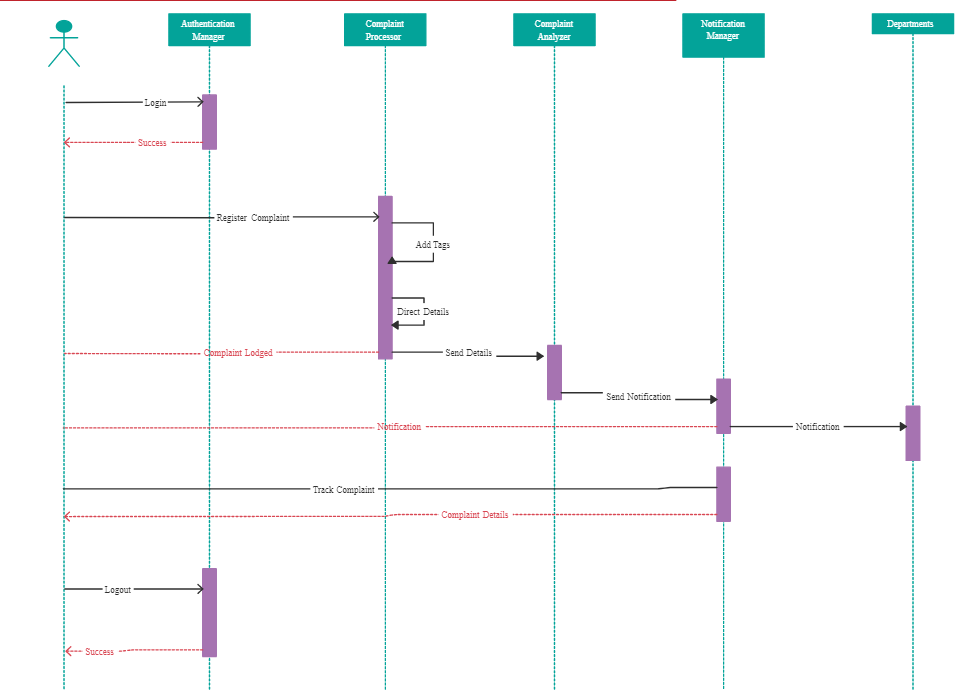 Authentication
Manager
Complaint
Processor
Complaint
Analyzer
Notification
Manager
Departments
Login
Success
Register Complaint
Add Tags
Direct Details
Complaint Lodged
Send Details
Send Notification
Notification
Notification
Track Complaint
Complaint Details
Logout
Success